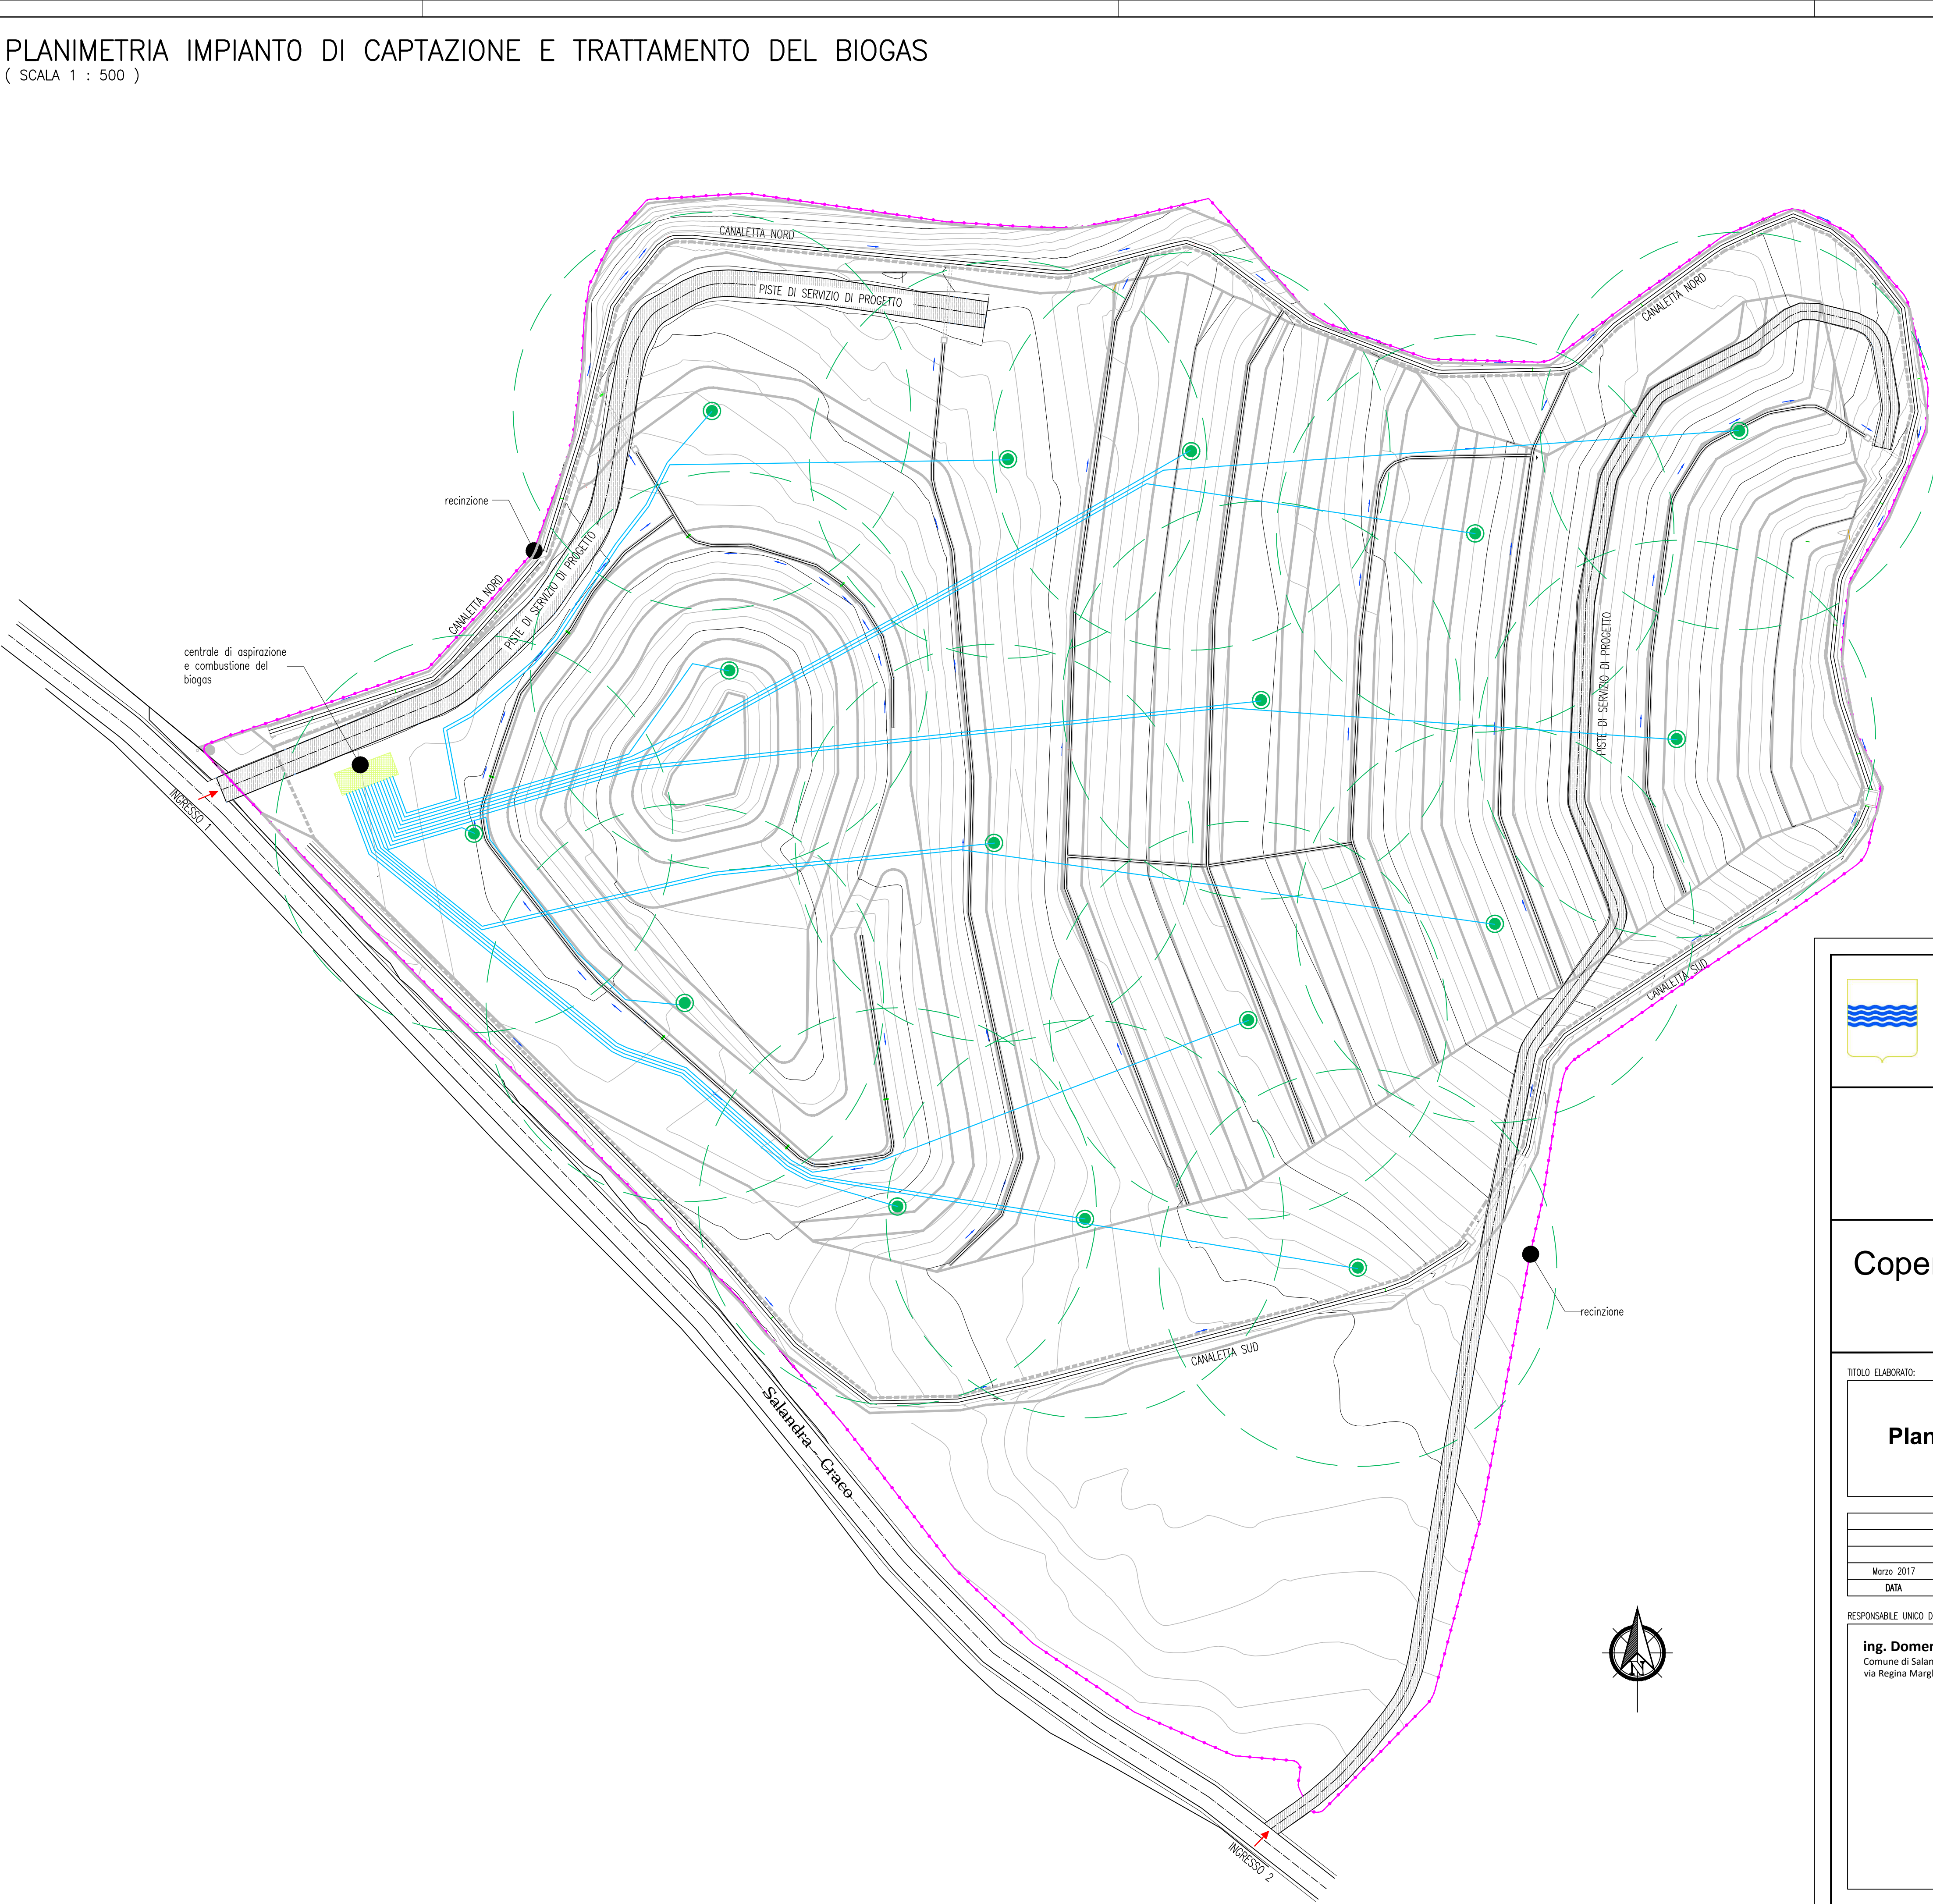 PLANIMETRIA IMPIANTO DI CAPTAZIONE E TRATTAMENTO DEL BIOGAS
( SCALA 1 : 500 )
CANALETTA NORD
PISTE DI SERVIZIO DI PROGETTO
CANALETTA NORD
recinzione
CANALETTA NORD
PISTE DI SERVIZIO DI PROGETTO
centrale di aspirazione
e combustione del
biogas
PISTE DI SERVIZIO DI PROGETTO
INGRESSO 1
CANALETTA SUD
recinzione
CANALETTA SUD
Salandra - Craco
INGRESSO 2
N
Coper
TITOLO ELABORATO:
Plan
Marzo 2017
DATA
RESPONSABILE UNICO D
ing. Domen
Comune di Salan
via Regina Margh